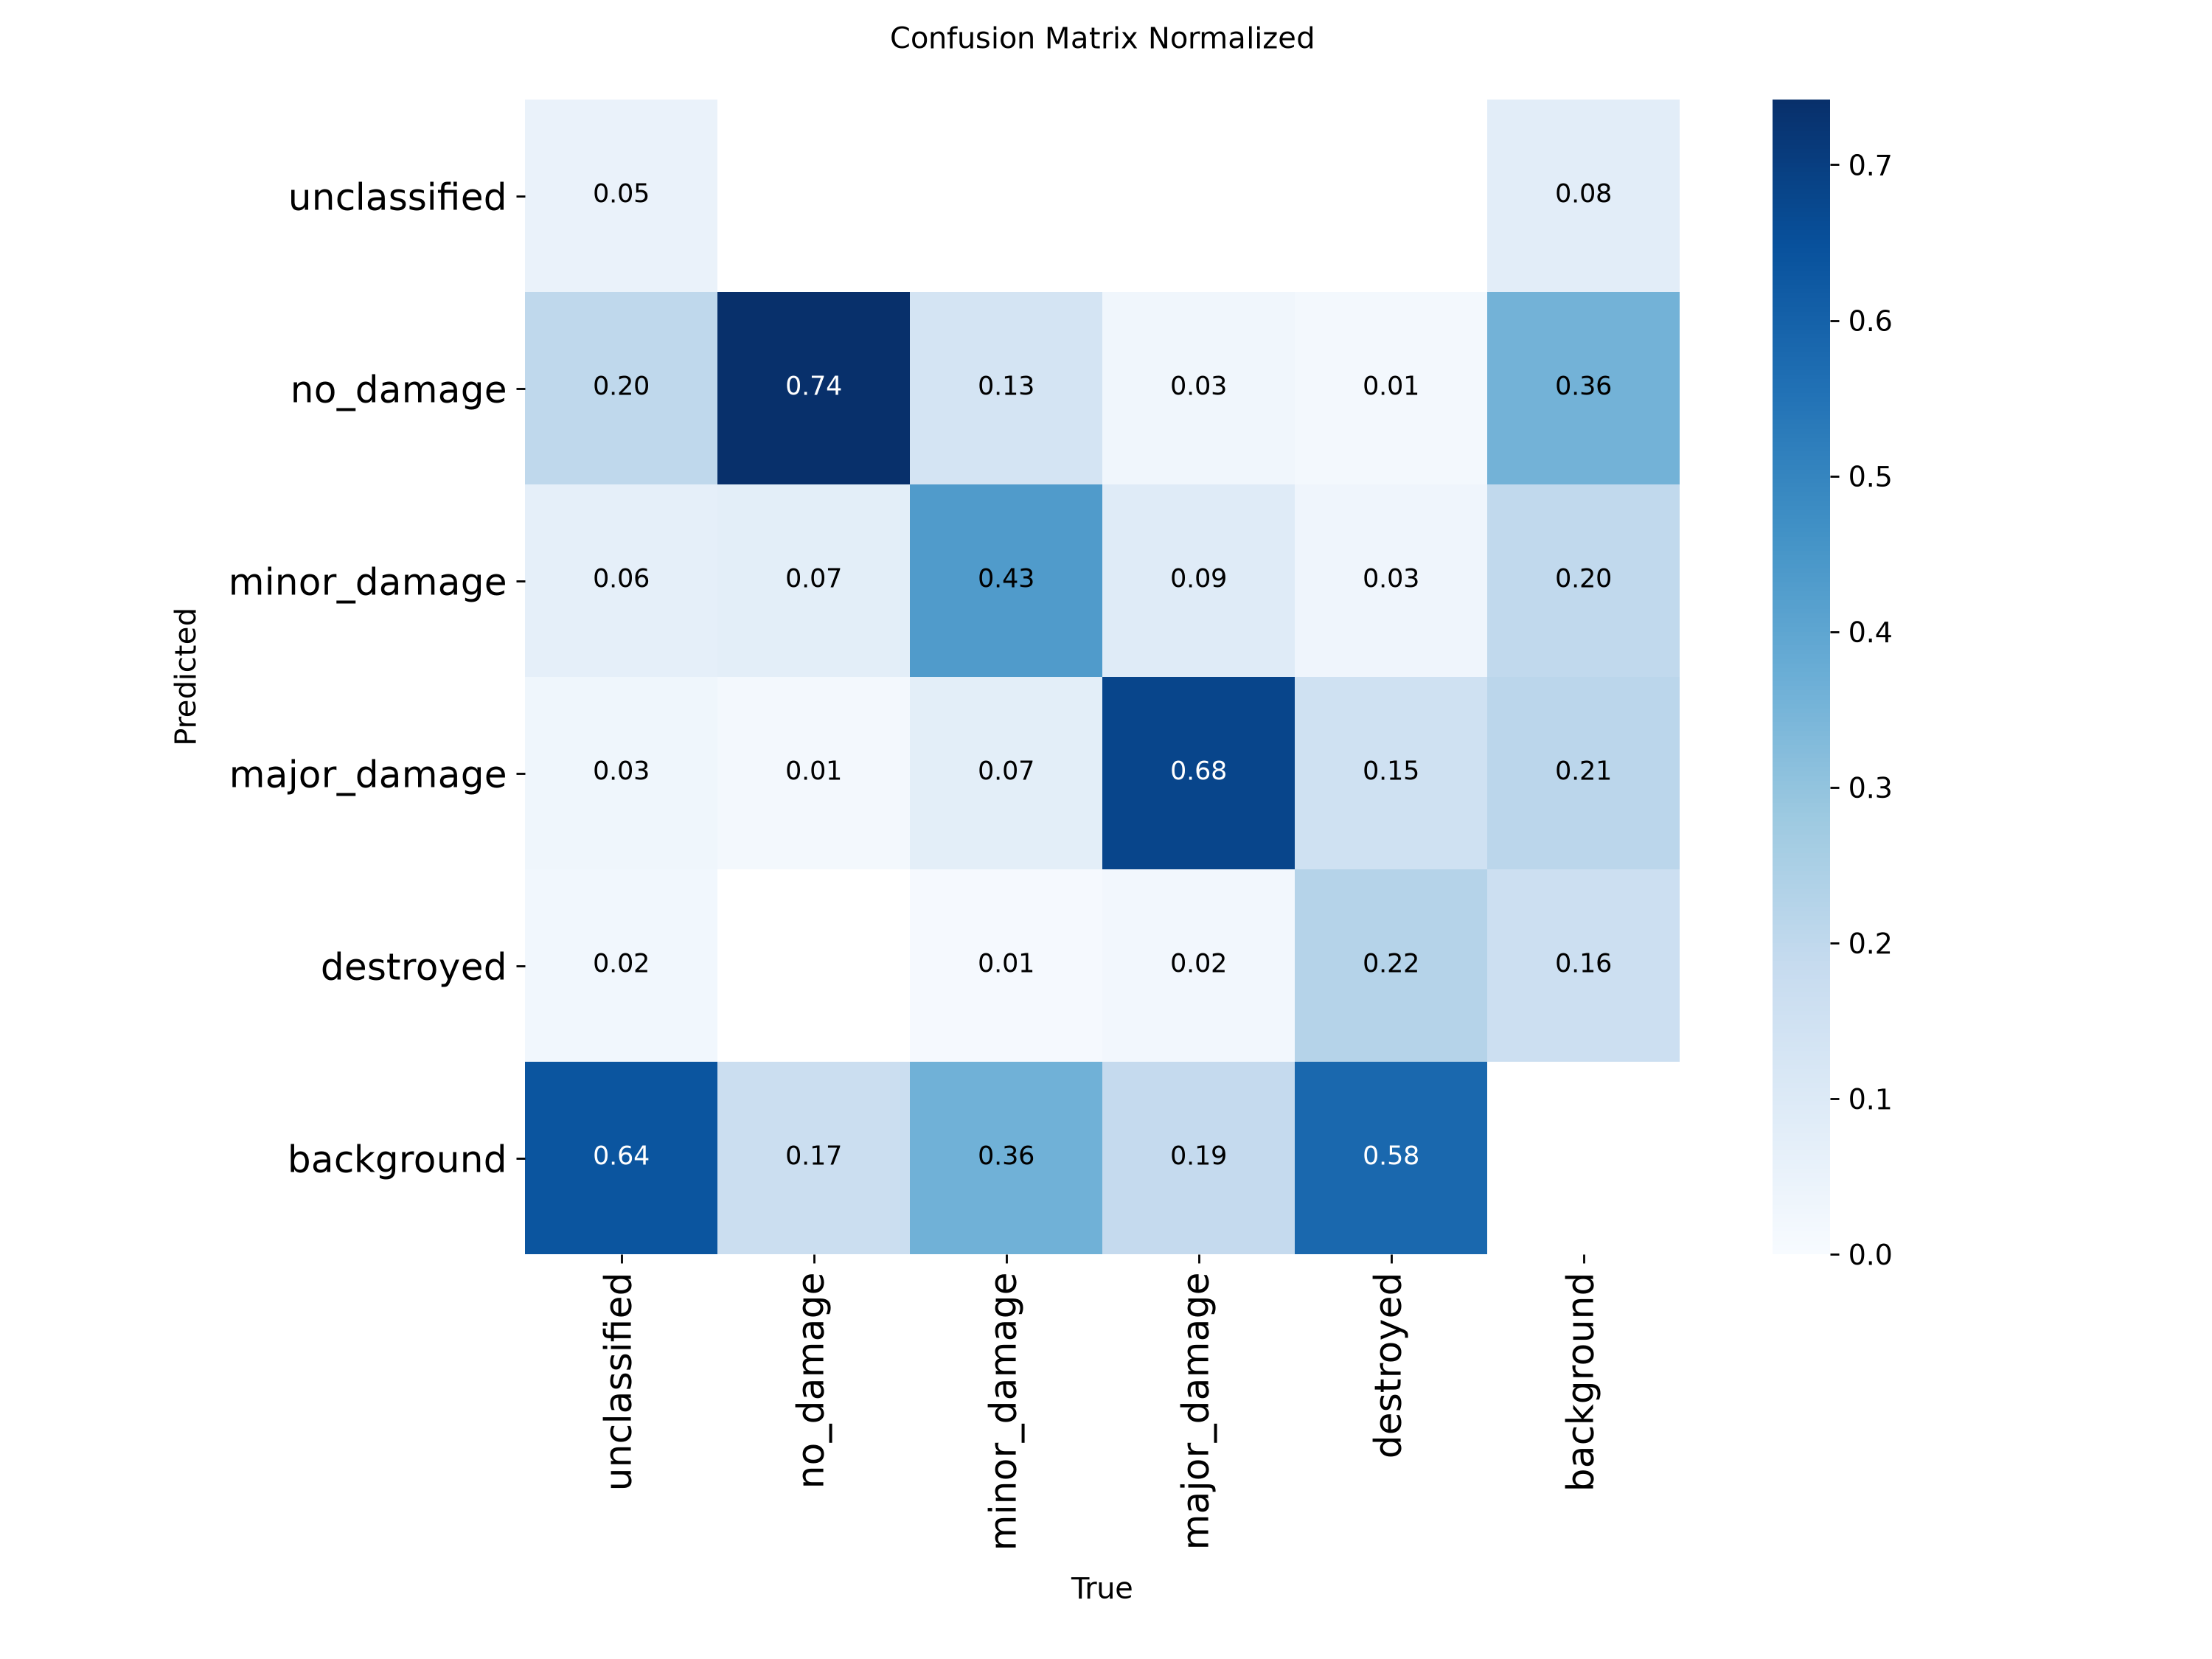 Confusion Matrix Normalized
unclassified 0.05 0.08
no_damage 0.20 0.74 0.13 0.03 0.01 0.36
minor_damage 0.06 0.07 0.43 0.09 0.03 0.20
major_damage 0.03 0.01 0.07 0.68 0.15 0.21
destroyed 0.02 0.01 0.02 0.22 0.16
background 0.64 0.17 0.36 0.19 0.58
Predicted
unclassified
no_damage
minor_damage
major_damage
destroyed
background
True
0.7
0.6
0.5
0.4
0.3
0.2
0.1
0.0